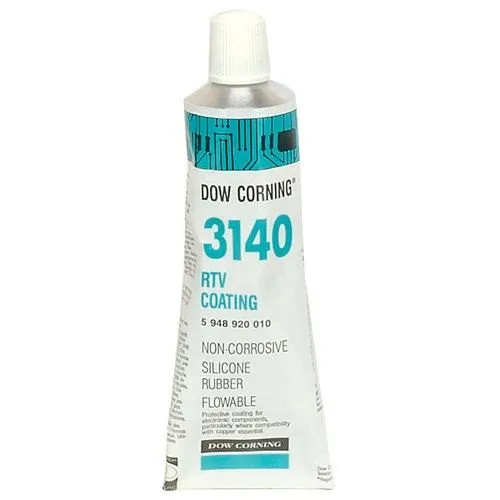 DOW CORNING®
3140
RTV
COATING
5 948 920 010
NON-CORROSIVE
SILICONE
RUBBER
FLOWABLE
Protective coating for
electronic components,
particularly where compatibility
with copper essential.
DOW CORNING